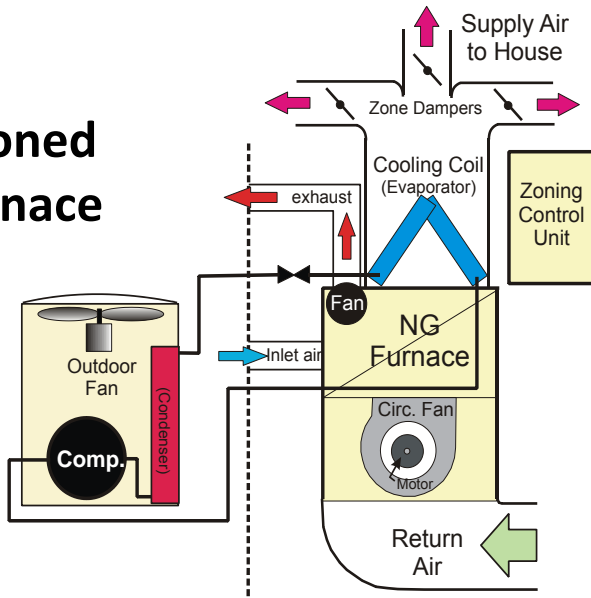 oned
rnace
Supply Air
to House
Zone Dampers
Cooling Coil
(Evaporator)
Zoning
Control
Unit
exhaust
Fan
NG
Furnace
Inlet air
Outdoor
Fan
(Condenser)
Comp.
Circ. Fan
Motor
Return
Air